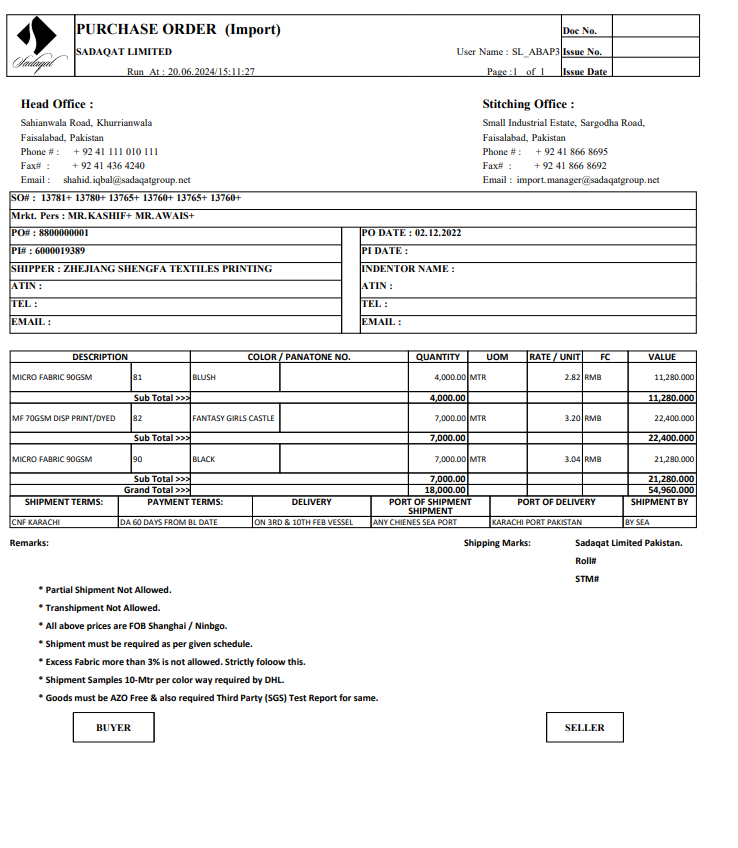 PURCHASE ORDER (Import)
SADAQAT LIMITED
User Name : SL_ABAP3
Run At : 20.06.2024/15:11:27
Page :1 of 1
Doc No.
Issue No.
Issue Date
Sadaqat
Head Office :
Sahianwala Road, Khurrianwala
Faisalabad, Pakistan
Phone # : + 92 41 111 010 111
Fax# : + 92 41 436 4240
Email : shahid.iqbal@sadaqatgroup.net
Stitching Office :
Small Industrial Estate, Sargodha Road,
Faisalabad, Pakistan
Phone #: + 92 41 866 8695
Fax# : + 92 41 866 8692
Email : import.manager@sadaqatgroup.net
SO# : 13781+ 13780+ 13765+ 13760+ 13765+ 13760+
Mrkt. Pers : MR.KASHIF+ MR.AWAIS+
PO# : 8800000001 PO DATE : 02.12.2022
PI# : 6000019389 PI DATE :
SHIPPER : ZHEJIANG SHENGFA TEXTILES PRINTING INDENTOR NAME :
ATIN : ATIN :
TEL : TEL :
EMAIL : EMAIL :
DESCRIPTION COLOR / PANATONE NO. QUANTITY UOM RATE / UNIT FC VALUE
MICRO FABRIC 90GSM 81 BLUSH 4,000.00 MTR 2.82 RMB 11,280.000
Sub Total >>> 4,000.00 11,280.000
MF 70GSM DISP PRINT/DYED 82 FANTASY GIRLS CASTLE 7,000.00 MTR 3.20 RMB 22,400.000
Sub Total >>> 7,000.00 22,400.000
MICRO FABRIC 90GSM 90 BLACK 7,000.00 MTR 3.04 RMB 21,280.000
Sub Total >>> 7,000.00 21,280.000
Grand Total >>> 18,000.00 54,960.000
SHIPMENT TERMS: PAYMENT TERMS: DELIVERY PORT OF SHIPMENT PORT OF DELIVERY SHIPMENT BY
SHIPMENT
CNF KARACHI DA 60 DAYS FROM BL DATE ON 3RD & 10TH FEB VESSEL ANY CHIENES SEA PORT KARACHI PORT PAKISTAN BY SEA
Remarks: Shipping Marks: Sadaqat Limited Pakistan.
Roll#
STM#
* Partial Shipment Not Allowed.
* Transhipment Not Allowed.
* All above prices are FOB Shanghai / Ninbgo.
* Shipment must be required as per given schedule.
* Excess Fabric more than 3% is not allowed. Strictly foloow this.
* Shipment Samples 10-Mtr per color way required by DHL.
* Goods must be AZO Free & also required Third Party (SGS) Test Report for same.
BUYER SELLER